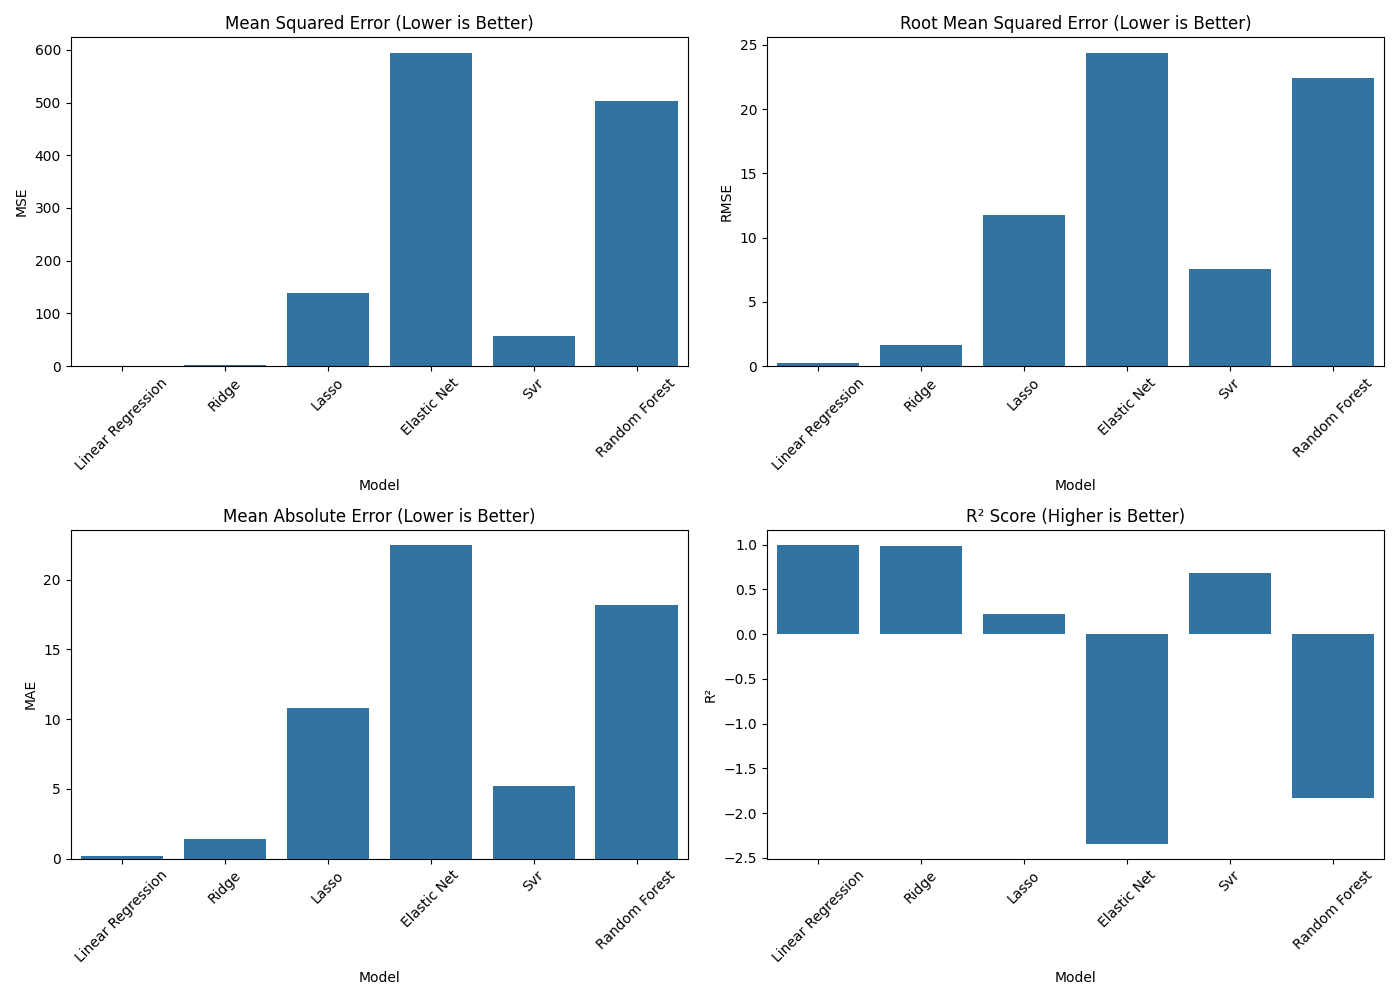 Mean Squared Error (Lower is Better)
600
500
400
300
200
100
0
MSE
Linear Regression
Ridge
Lasso
Elastic Net
Svr
Random Forest
Model
Root Mean Squared Error (Lower is Better)
25
20
15
10
5
0
RMSE
Linear Regression
Ridge
Lasso
Elastic Net
Svr
Random Forest
Model
Mean Absolute Error (Lower is Better)
20
15
10
5
0
MAE
Linear Regression
Ridge
Lasso
Elastic Net
Svr
Random Forest
Model
R² Score (Higher is Better)
1.0
0.5
0.0
−0.5
−1.0
−1.5
−2.0
−2.5
R²
Linear Regression
Ridge
Lasso
Elastic Net
Svr
Random Forest
Model